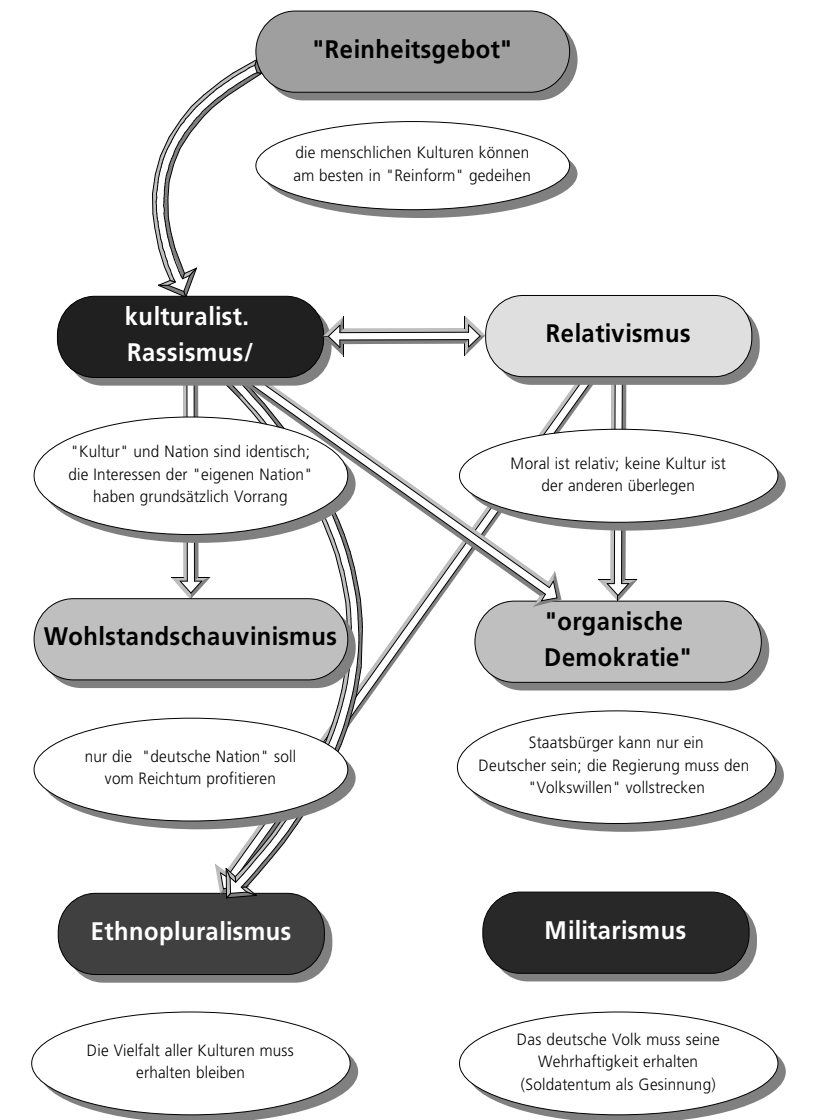 "Reinheitsgebot"
die menschlichen Kulturen können
am besten in "Reinform" gedeihen
kulturalist.
Rassismus/
Relativismus
"Kultur" und Nation sind identisch;
die Interessen der "eigenen Nation"
haben grundsätzlich Vorrang
Moral ist relativ; keine Kultur ist
der anderen überlegen
Wohlstandschauvinismus
"organische
Demokratie"
nur die "deutsche Nation" soll
vom Reichtum profitieren
Staatsbürger kann nur ein
Deutscher sein; die Regierung muss den
"Volkswillen" vollstrecken
Ethnopluralismus
Militarismus
Die Vielfalt aller Kulturen muss
erhalten bleiben
Das deutsche Volk muss seine
Wehrhaftigkeit erhalten
(Soldatentum als Gesinnung)